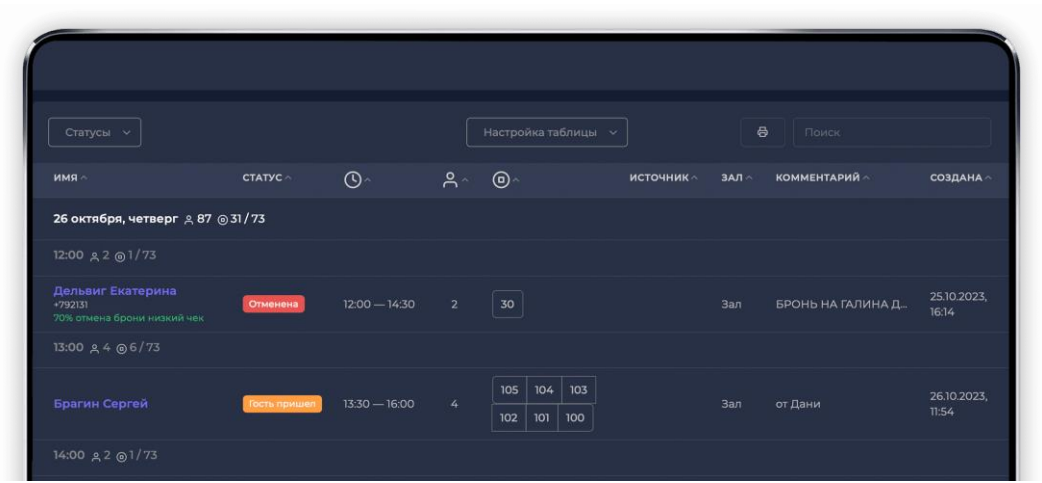 Статусы
Настройка таблицы
Поиск
ИМЯ СТАТУС ИСТОЧНИК ЗАЛ КОММЕНТАРИЙ СОЗДАНА
26 октября, четверг 87 31 / 73
12:00 2 1 / 73
Дельвиг Екатерина
+792131
70% отмена брони низкий чек
Отменена
12:00 — 14:30
2
30
Зал
БРОНЬ НА ГАЛИНА Д...
25.10.2023,
16:14
13:00 4 6 / 73
Брагин Сергей
Гость пришел
13:30 — 16:00
4
105 104 103
102 101 100
Зал
от Дани
26.10.2023,
11:54
14:00 2 1 / 73